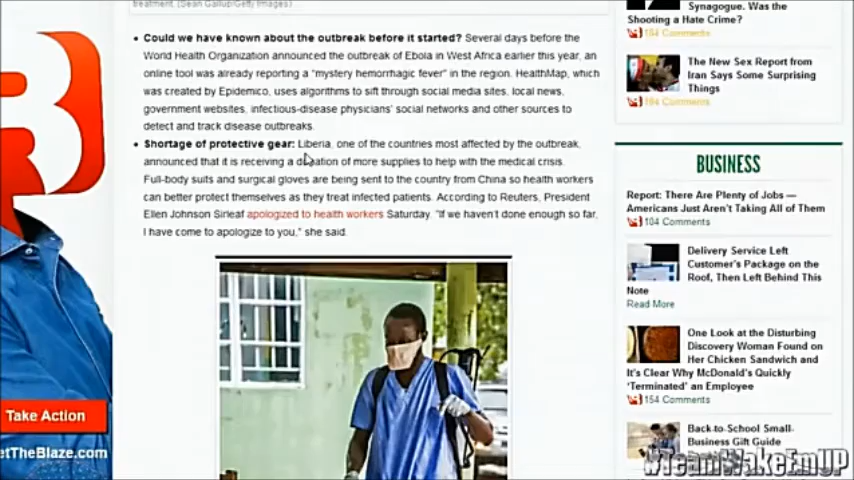 treatment. (Sean Gallup/Getty Images)
Could we have known about the outbreak before it started? Several days before the
World Health Organization announced the outbreak of Ebola in West Africa earlier this year, an
online tool was already reporting a "mystery hemorrhagic fever" in the region. HealthMap, which
was created by Epidemico, uses algorithms to sift through social media sites, local news,
government websites, infectious-disease physicians' social networks and other sources to
detect and track disease outbreaks.
Shortage of protective gear: Liberia, one of the countries most affected by the outbreak,
announced that it is receiving a donation of more supplies to help with the medical crisis.
Full-body suits and surgical gloves are being sent to the country from China so health workers
can better protect themselves as they treat infected patients. According to Reuters, President
Ellen Johnson Sirleaf apologized to health workers Saturday. "If we haven't done enough so far,
I have come to apologize to you," she said.
Take Action
etTheBlaze.com
Synagogue. Was the
Shooting a Hate Crime?
184 Comments
The New Sex Report from
Iran Says Some Surprising
Things
194 Comments
BUSINESS
Report: There Are Plenty of Jobs —
Americans Just Aren't Taking All of Them
104 Comments
Delivery Service Left
Customer's Package on the
Roof, Then Left Behind This
Note
Read More
One Look at the Disturbing
Discovery Woman Found on
Her Chicken Sandwich and
It's Clear Why McDonald's Quickly
'Terminated' an Employee
154 Comments
Back-to-School Small-
Business Gift Guide
#TeamWakeEmUP